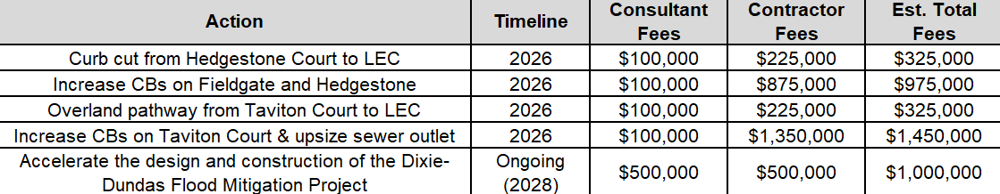 Action Timeline Consultant Fees Contractor Fees Est. Total Fees
Curb cut from Hedgestone Court to LEC 2026 $100,000 $225,000 $325,000
Increase CBs on Fieldgate and Hedgestone 2026 $100,000 $875,000 $975,000
Overland pathway from Taviton Court to LEC 2026 $100,000 $225,000 $325,000
Increase CBs on Taviton Court & upsize sewer outlet 2026 $100,000 $1,350,000 $1,450,000
Accelerate the design and construction of the Dixie-
Dundas Flood Mitigation Project Ongoing
(2028) $500,000 $500,000 $1,000,000